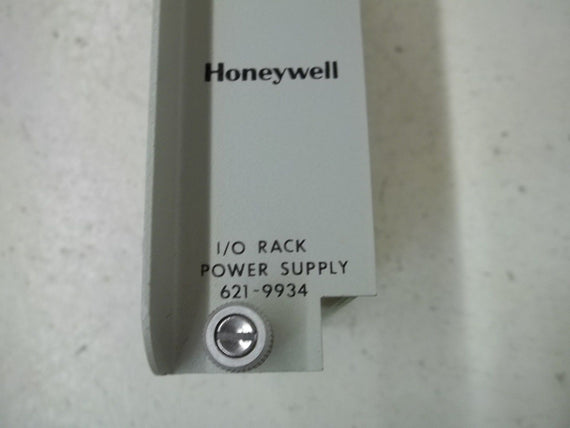 Honeywell
I/O RACK
POWER SUPPLY
621-9934